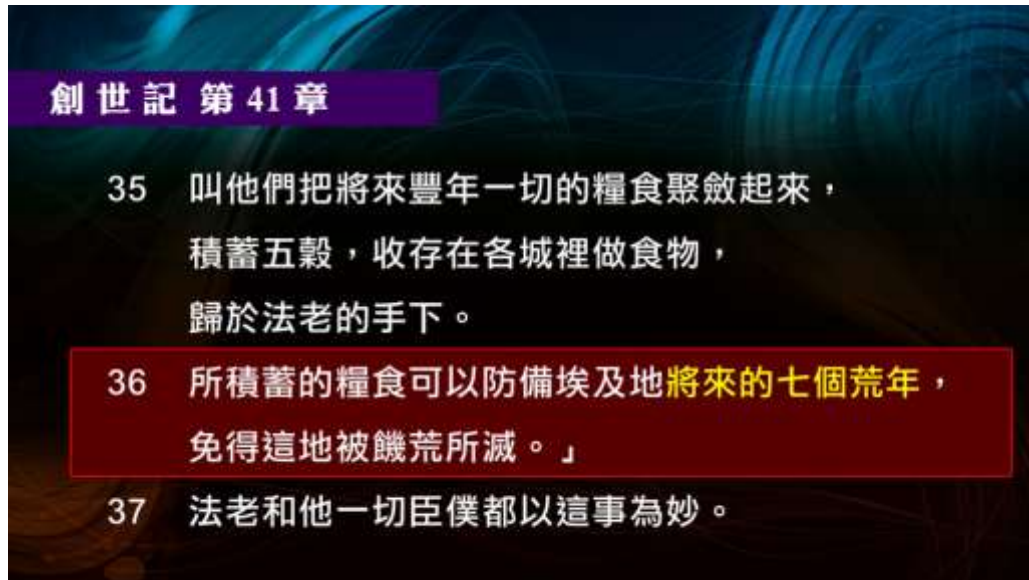 創世記 第 41 章
35 叫他們把將來豐年一切的糧食聚斂起來，
積蓄五穀，收存在各城裡做食物，
歸於法老的手下。
36 所積蓄的糧食可以防備埃及地將來的七個荒年，
免得這地被饑荒所滅。」
37 法老和他一切臣僕都以這事為妙。